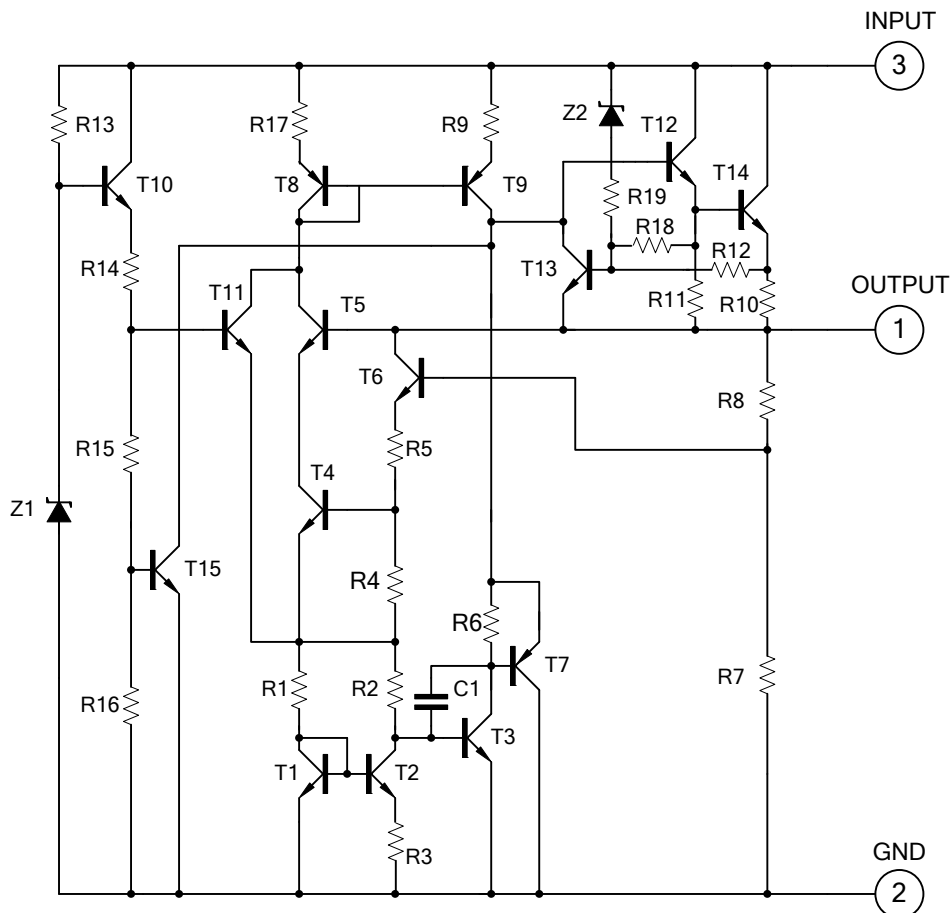 INPUT
3
R13
R17
R9
Z2
T12
T10
T8
T9
T14
R19
R18
R12
R14
T13
T11
T5
R11
R10
OUTPUT
1
T6
R8
R15
R5
T4
Z1
T15
R4
R6
T7
R16
R1
R2
C1
R7
T3
T1
T2
R3
GND
2